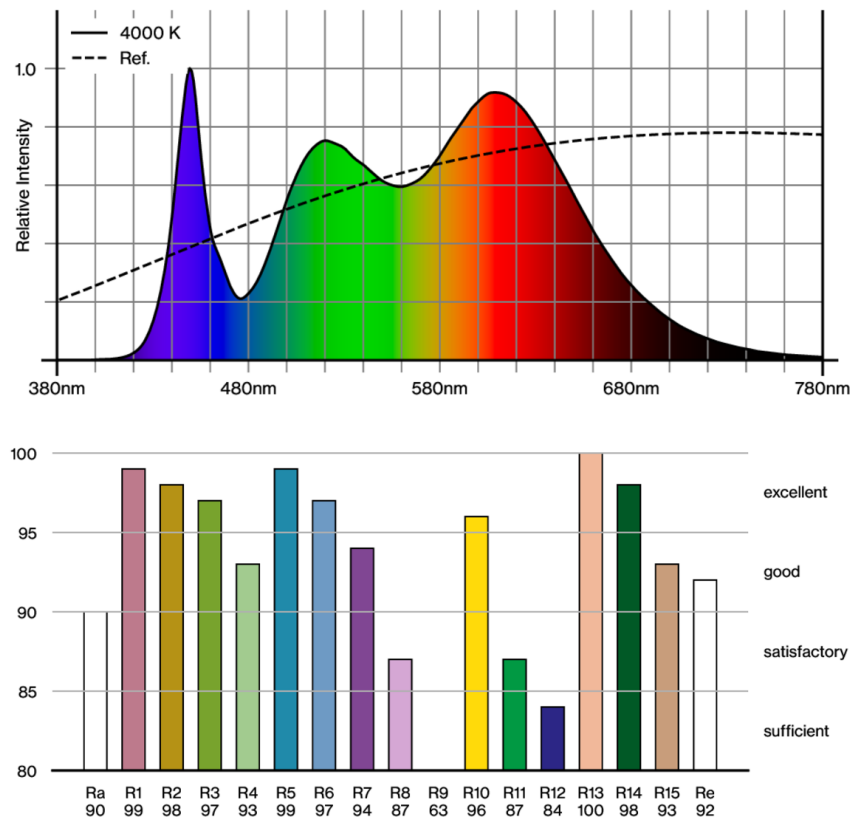 4000 K
Ref.
1.0
Relative Intensity
380nm 480nm 580nm 680nm 780nm
100
excellent
95
good
90
satisfactory
85
sufficient
80
Ra R1 R2 R3 R4 R5 R6 R7 R8 R9 R10 R11 R12 R13 R14 R15 Re
90 99 98 97 93 99 97 94 87 63 96 87 84 100 98 93 92